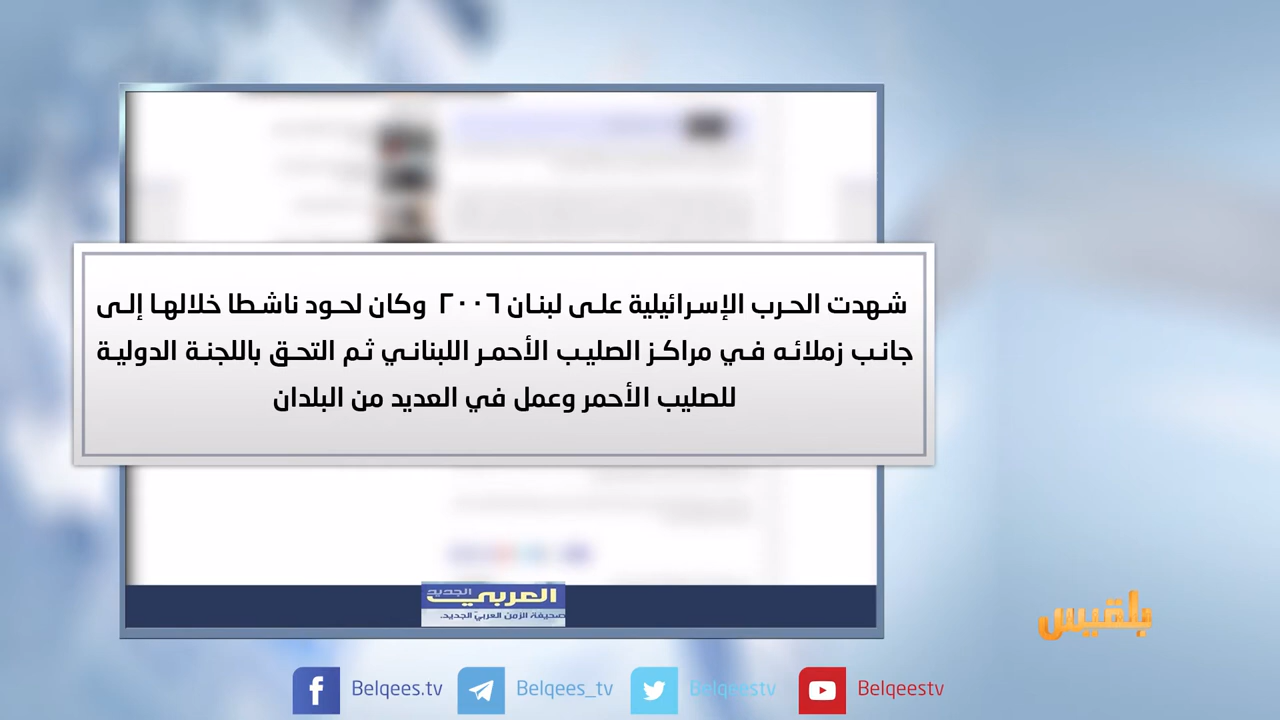 شهدت الحرب الإسرائيلية على لبنان ٢٠٠٦ وكان لحود ناشطا خلالها إلى
جانب زملائه في مراكز الصليب الأحمر اللبناني ثم التحق باللجنة الدولية
للصليب الأحمر وعمل في العديد من البلدان
العربي الجديد
صحيفة الزمن العربيّ الجديد.
بلقيس
Belqees.tv
Belqees_tv
Belqeestv
Belqeestv